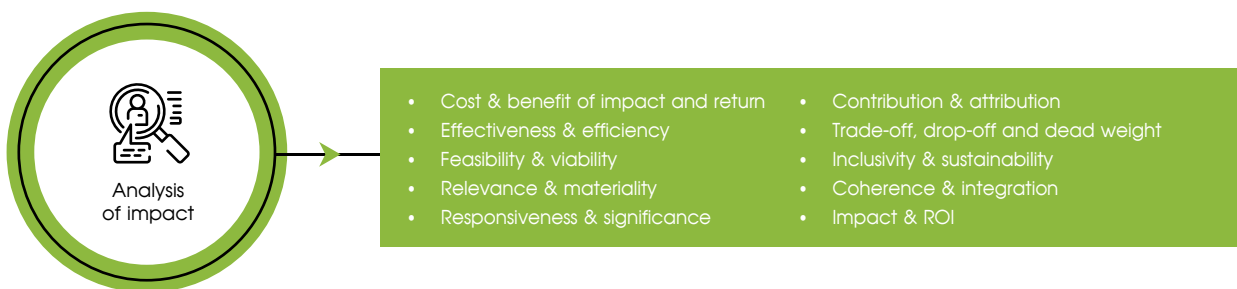 Analysis
of impact
• Cost & benefit of impact and return
• Effectiveness & efficiency
• Feasibility & viability
• Relevance & materiality
• Responsiveness & significance
• Contribution & attribution
• Trade-off, drop-off and dead weight
• Inclusivity & sustainability
• Coherence & integration
• Impact & ROI